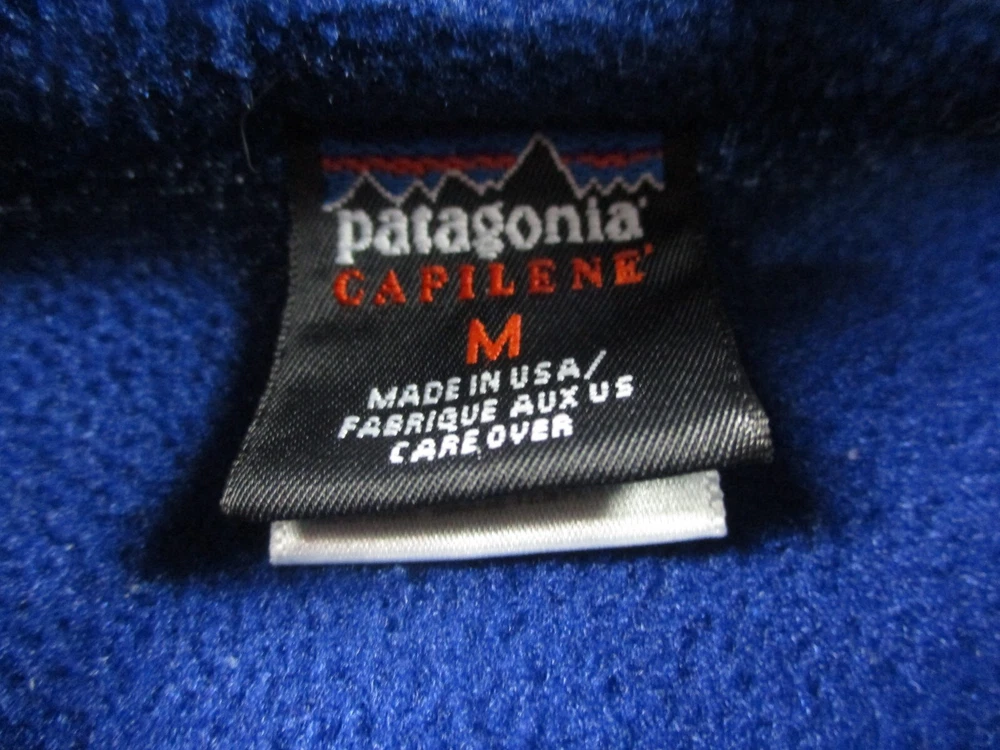 patagonia
CAPILENE
M
MADE IN USA/
FABRIQUE AUX US
CARE OVER